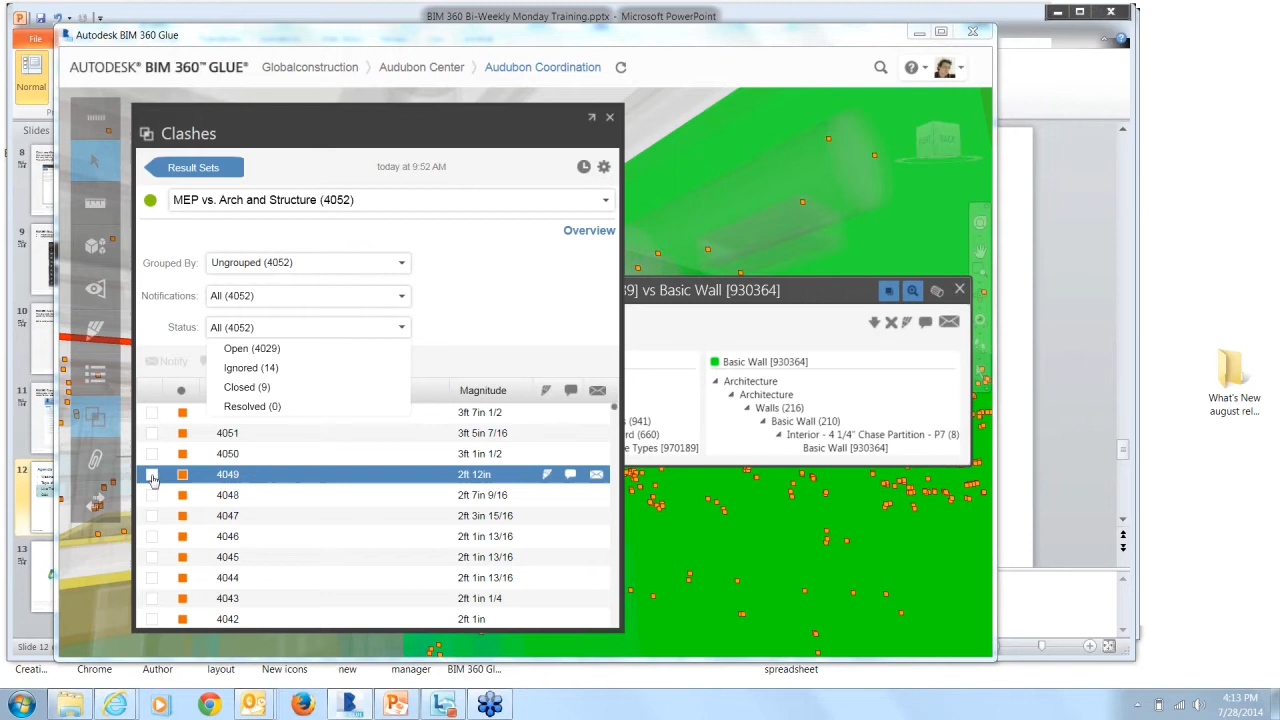 BIM 360 Bi-Weekly Monday Training.pptx - Microsoft PowerPoint
File
Autodesk BIM 360 Glue
AUTODESK® BIM 360™ GLUE®
Globalconstruction
Audubon Center
Audubon Coordination
Normal
Slides
8
9
10
11
12
13
Slide 12
Clashes
Result Sets
today at 9:52 AM
MEP vs. Arch and Structure (4052)
Overview
Grouped By:
Ungrouped (4052)
Notifications:
All (4052)
Status:
All (4052)
Open (4029)
Ignored (14)
Closed (9)
Resolved (0)
Notify
Magnitude
3ft 7in 1/2
4051 3ft 5in 7/16
4050 3ft 1in 1/2
4049 2ft 12in
4048 2ft 7in 9/16
4047 2ft 3in 15/16
4046 2ft 1in 13/16
4045 2ft 1in 13/16
4044 2ft 1in 13/16
4043 2ft 1in 1/4
4042 2ft 1in
39] vs Basic Wall [930364]
(941)
rd (660)
e Types [970189]
Basic Wall [930364]
Architecture
Architecture
Walls (216)
Basic Wall (210)
Interior - 4 1/4" Chase Partition - P7 (8)
Basic Wall [930364]
What's New
august rel...
Creati...
Chrome
Author
layout
New icons
new
manager
BIM 360 Gl...
spreadsheet
4:13 PM
7/28/2014